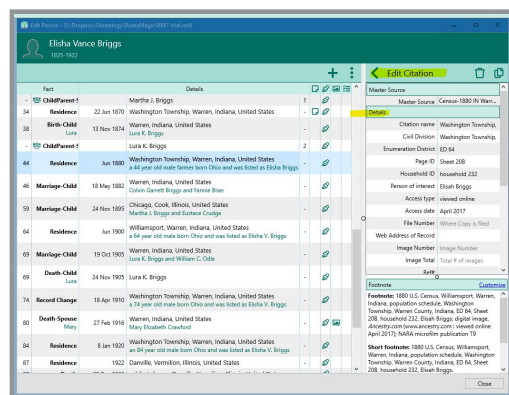 Edit Person - D:\Dropbox\Genealogy\RootsMagic\RM7-trial.rmtree
Elisha Vance Briggs
1835-1922
Edit Citation
Fact Details
- ChildParent-S Martha J. Briggs 1
34 Residence 22 Jun 1870 Washington Township, Warren, Indiana, United States -
38 Birth-Child Lura 13 Nov 1874 Warren, Indiana, United States -
Lura K. Briggs
- ChildParent-S Lura K. Briggs 2
44 Residence Jun 1880 Washington Township, Warren, Indiana, United States -
a 44 year old male farmer born Ohio and was listed as Elisha Briggs
46 Marriage-Child 18 May 1882 Warren, Indiana, United States -
Colvin Garrett Briggs and Fannie Biser
59 Marriage-Child 24 Nov 1895 Chicago, Cook, Illinois, United States -
Martha J. Briggs and Eustace Crudge
64 Residence Jun 1900 Williamsport, Warren, Indiana, United States -
a 64 year old male born Ohio and was listed as Elisha V. Briggs
69 Marriage-Child 19 Oct 1905 Warren, Indiana, United States -
Lura K. Briggs and William C. Odle
69 Death-Child Lura 24 Nov 1905 Lura K. Briggs -
74 Record Change 18 Apr 1910 Washington Township, Warren, Indiana, United States -
a 74 year old male born Ohio and was listed as Elisha V. Briggs
80 Death-Spouse Mary 27 Feb 1916 Warren, Indiana, United States -
Mary Elizabeth Crawford
84 Residence 8 Jan 1920 Washington Township, Warren, Indiana, United States -
an 84 year old male born Ohio and was listed as Elisha V. Briggs
87 Residence 1922 Danville, Vermilion, Illinois, United States -
Master Source
Master Source Census-1880 IN Warr...
Details
Citation name Washington Township,
Civil Division Washington Township,
Enumeration District ED 64
Page ID Sheet 20B
Household ID household 232
Person of interest Elisah Briggs
Access type viewed online
Access date April 2017
File Number Where Copy is filed
Web Address of Record
Image Number Image Number
Image Total Total # of images
Ref#
Footnote Customize
Footnote: 1880 U.S. Census, Williamsport, Warren,
Indiana, population schedule, Washington
Township, Warren County, Indiana, ED 64, Sheet
20B, household 232, Elisah Briggs; digital image,
Ancestry.com (www.ancestry.com : viewed online
April 2017); NARA microfilm publication T9
Short footnote: 1880 U.S. Census, Williamsport,
Warren, Indiana, population schedule, Washington
Township, Warren County, Indiana, ED 64, Sheet
20B, household 232, Elisah Briggs.
Close